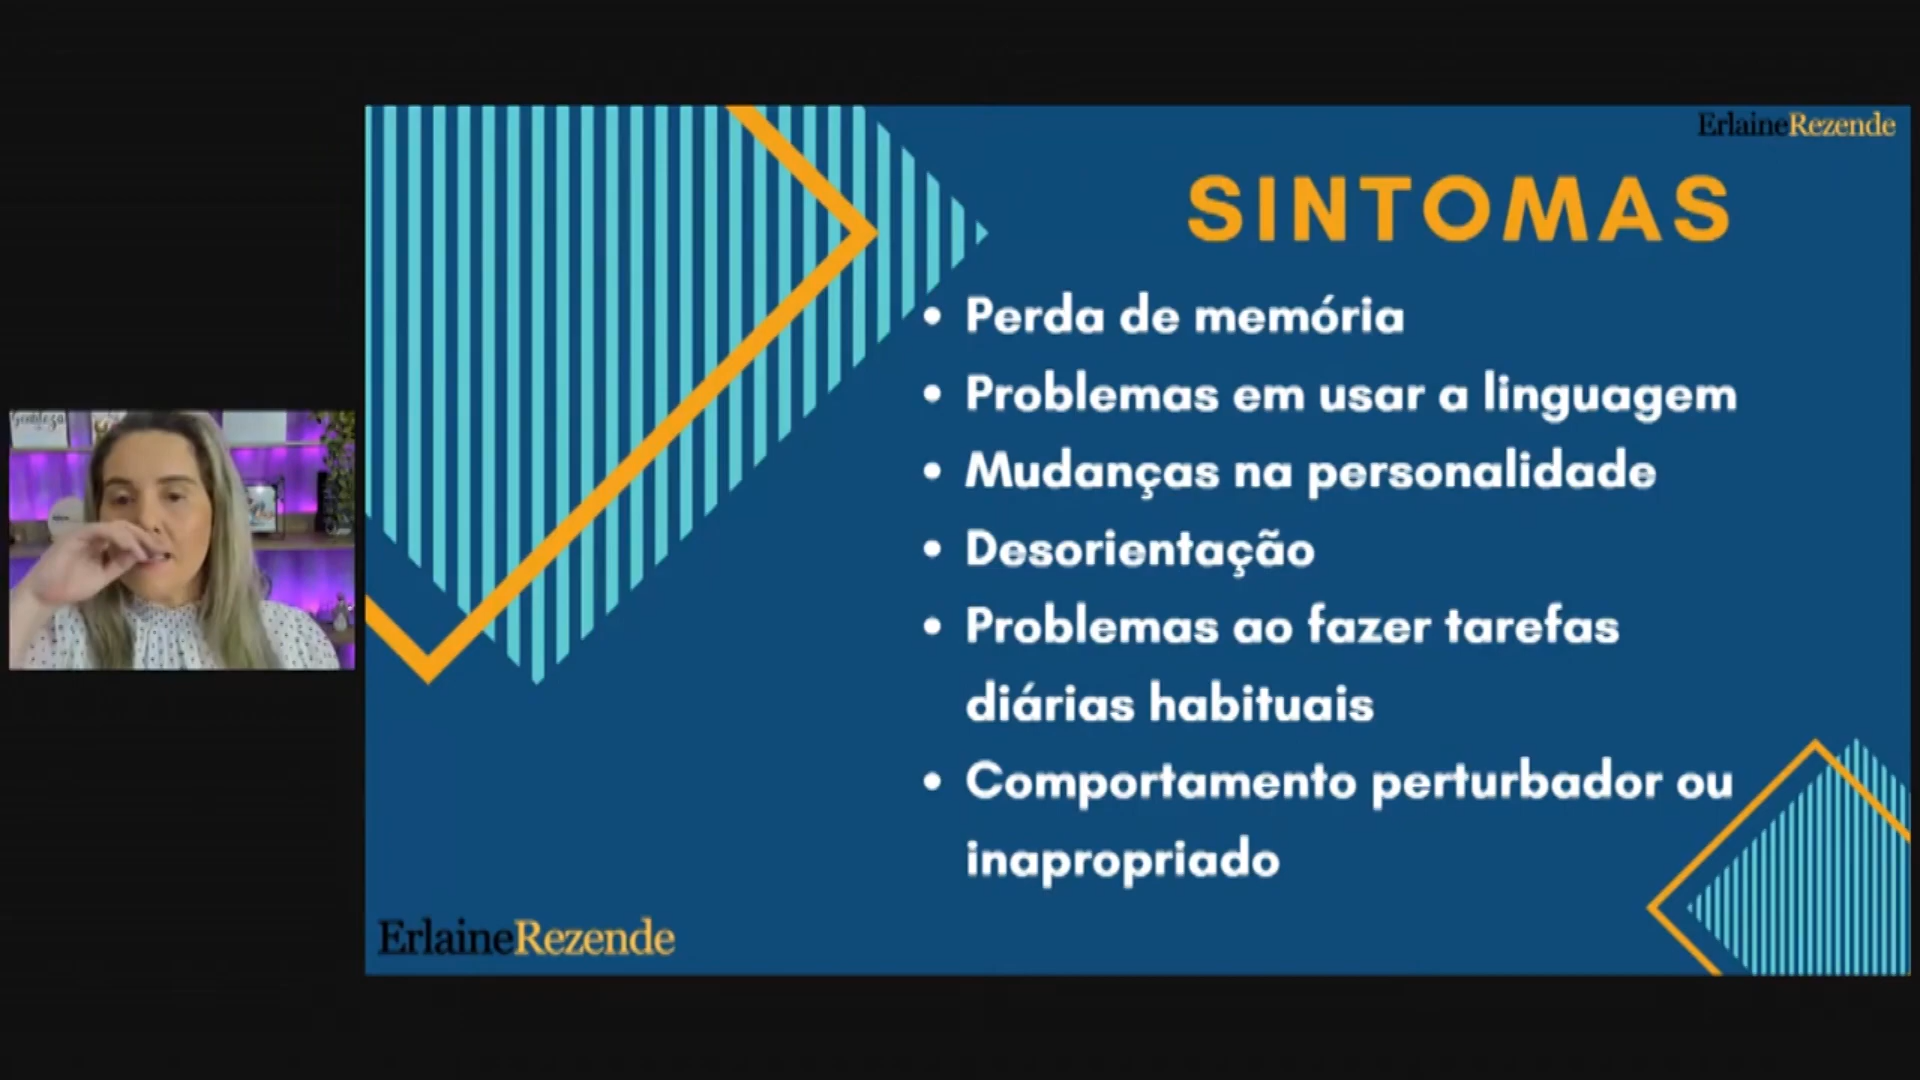 ErlaineRezende
SINTOMAS
• Perda de memória
• Problemas em usar a linguagem
• Mudanças na personalidade
• Desorientação
• Problemas ao fazer tarefas
diárias habituais
• Comportamento perturbador ou
inapropriado
ErlaineRezende
Gentileza